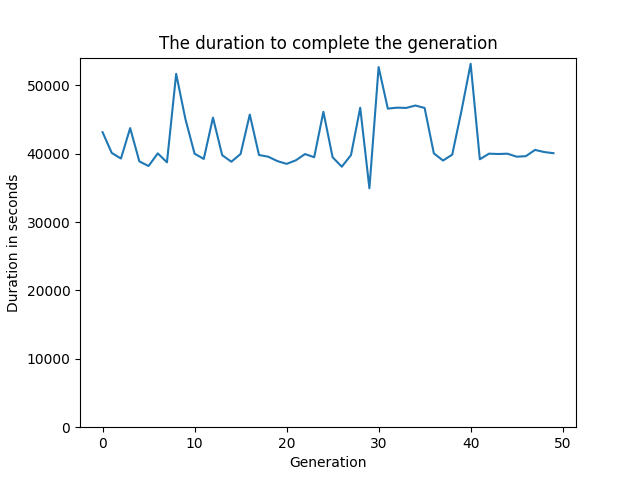 The duration to complete the generation
50000
40000
30000
20000
10000
0
Duration in seconds
0 10 20 30 40 50
Generation